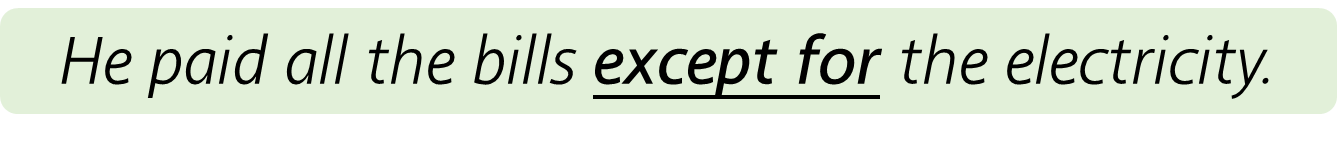 He paid all the bills except for the electricity.